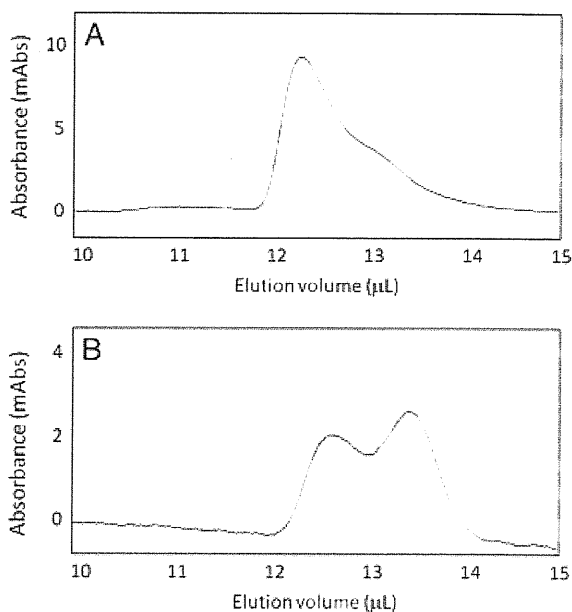 A
Absorbance (mAbs)
10
5
0
10 11 12 13 14 15
Elution volume (μL)
B
Absorbance (mAbs)
4
2
0
10 11 12 13 14 15
Elution volume (μL)